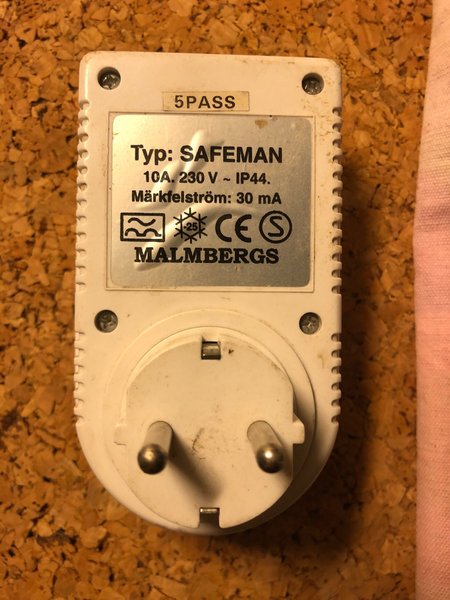 5PASS
Typ: SAFEMAN
10A. 230 V ~ IP44.
Märkfelström: 30 mA
-25 CE S
MALMBERGS